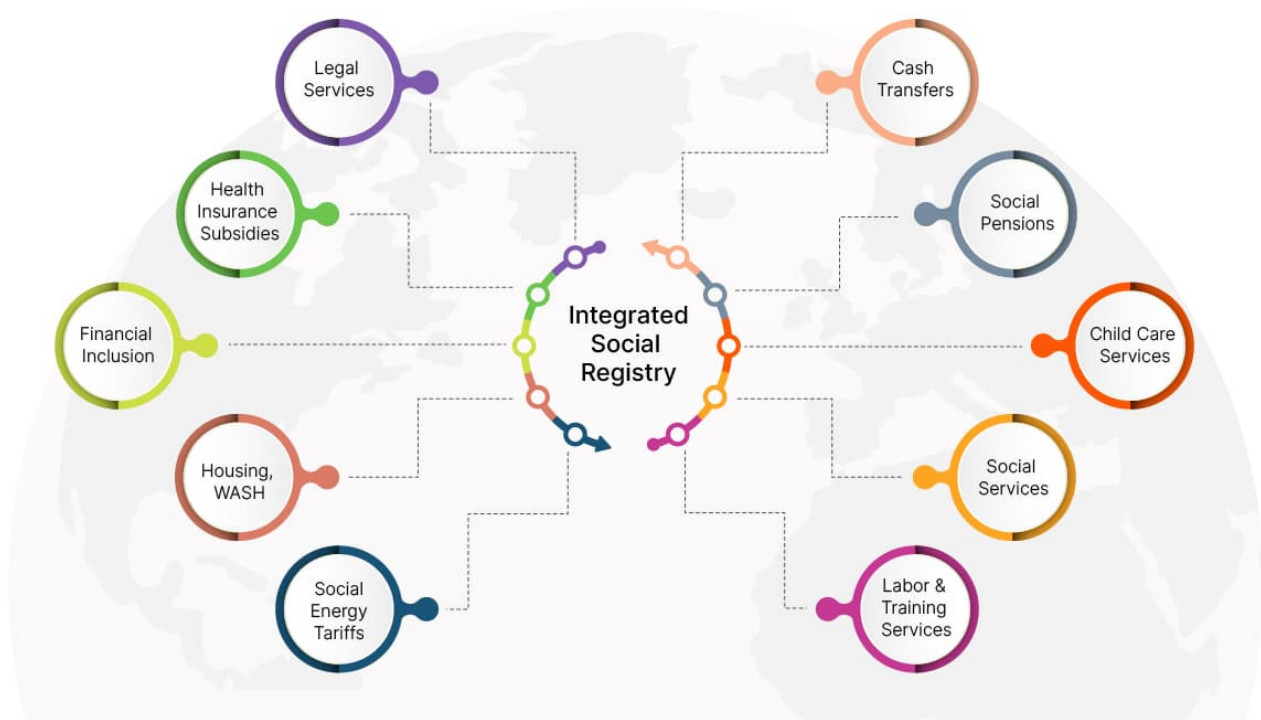 Legal
Services
Health
Insurance
Subsidies
Financial
Inclusion
Housing,
WASH
Social
Energy
Tariffs
Integrated
Social
Registry
Cash
Transfers
Social
Pensions
Child Care
Services
Social
Services
Labor &
Training
Services